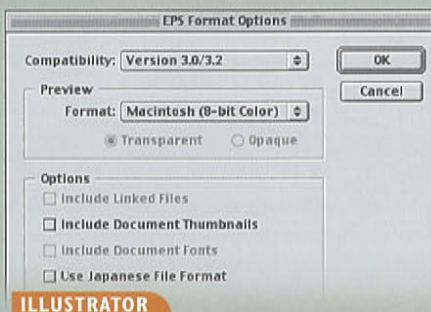 EPS Format Options
Compatibility: Version 3.0/3.2
OK
Cancel
Preview
Format: Macintosh (8-bit Color)
Transparent Opaque
Options
Include Linked Files
Include Document Thumbnails
Include Document Fonts
Use Japanese File Format
ILLUSTRATOR